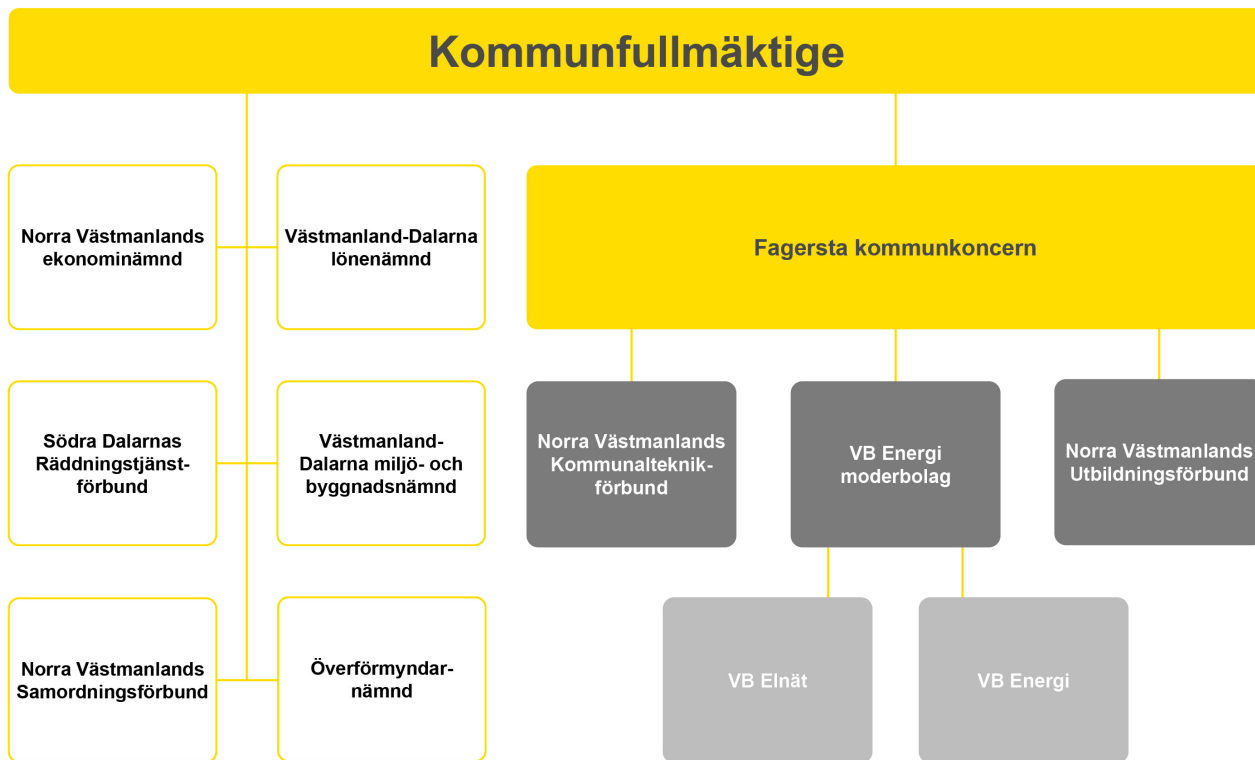 Kommunfullmäktige
Norra Västmanlands
ekonominämnd
Västmanland-Dalarna
lönenämnd
Fagersta kommunkoncern
Södra Dalarnas
Räddningstjänst-
förbund
Västmanland-
Dalarna miljö- och
byggnadsnämnd
Norra Västmanlands
Kommunalteknik-
förbund
VB Energi
moderbolag
Norra Västmanlands
Utbildningsförbund
Norra Västmanlands
Samordningsförbund
Överförmyndar-
nämnd
VB Elnät
VB Energi